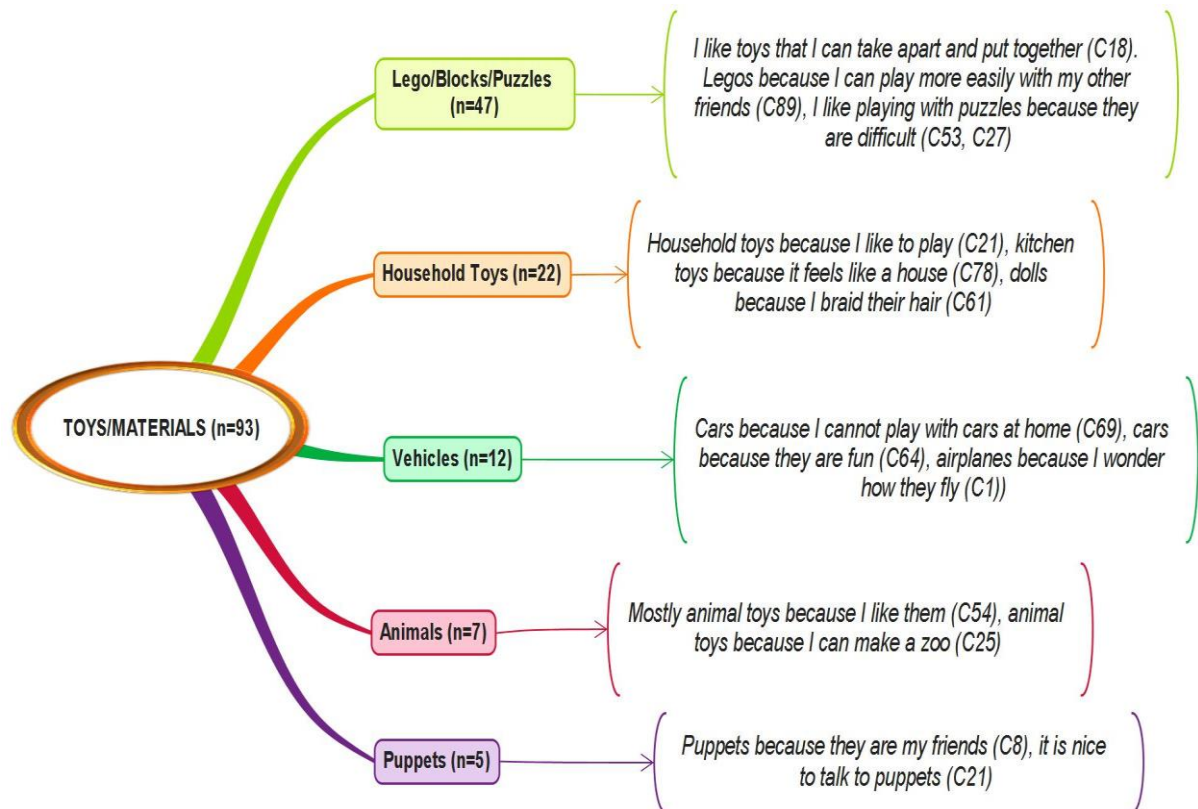 TOYS/MATERIALS (n=93)
Lego/Blocks/Puzzles
(n=47)
I like toys that I can take apart and put together (C18).
Legos because I can play more easily with my other
friends (C89), I like playing with puzzles because they
are difficult (C53, C27)
Household Toys (n=22)
Household toys because I like to play (C21), kitchen
toys because it feels like a house (C78), dolls
because I braid their hair (C61)
Vehicles (n=12)
Cars because I cannot play with cars at home (C69), cars
because they are fun (C64), airplanes because I wonder
how they fly (C1))
Animals (n=7)
Mostly animal toys because I like them (C54), animal
toys because I can make a zoo (C25)
Puppets (n=5)
Puppets because they are my friends (C8), it is nice
to talk to puppets (C21)